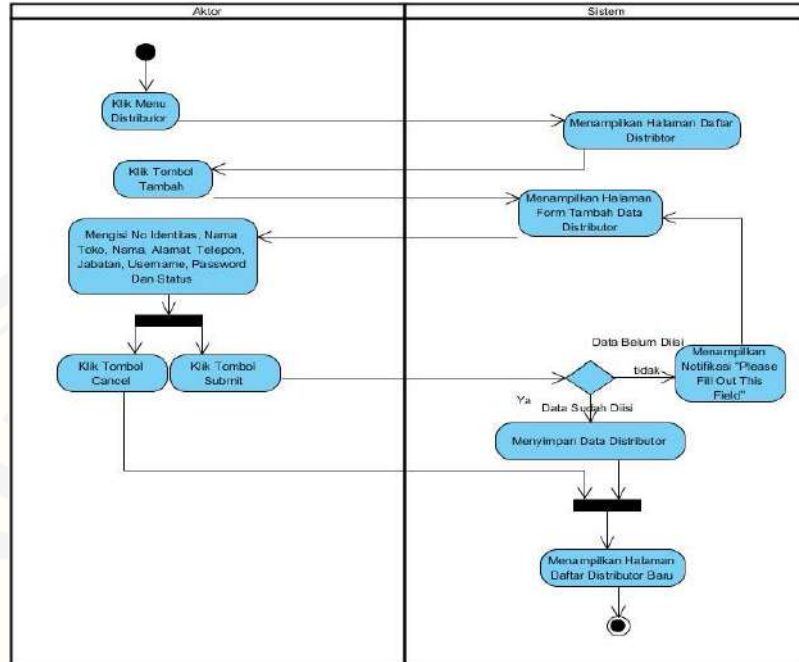 Aktor
Sistem
Klik Menu
Distributor
Menampilkan Halaman Daftar
Distribtor
Klik Tombol
Tambah
Menampilkan Halaman
Form Tambah Data
Distributor
Mengisi No Identitas, Nama
Toko, Nama, Alamat, Telepon,
Jabatan, Username, Password
Dan Status
Klik Tombol
Cancel
Klik Tombol
Submit
Data Belum Diisi
tidak
Menampilkan
Notifikasi "Please
Fill Out This
Field"
Ya
Data Sudah Diisi
Menyimpan Data Distributor
Menampilkan Halaman
Daftar Distributor Baru